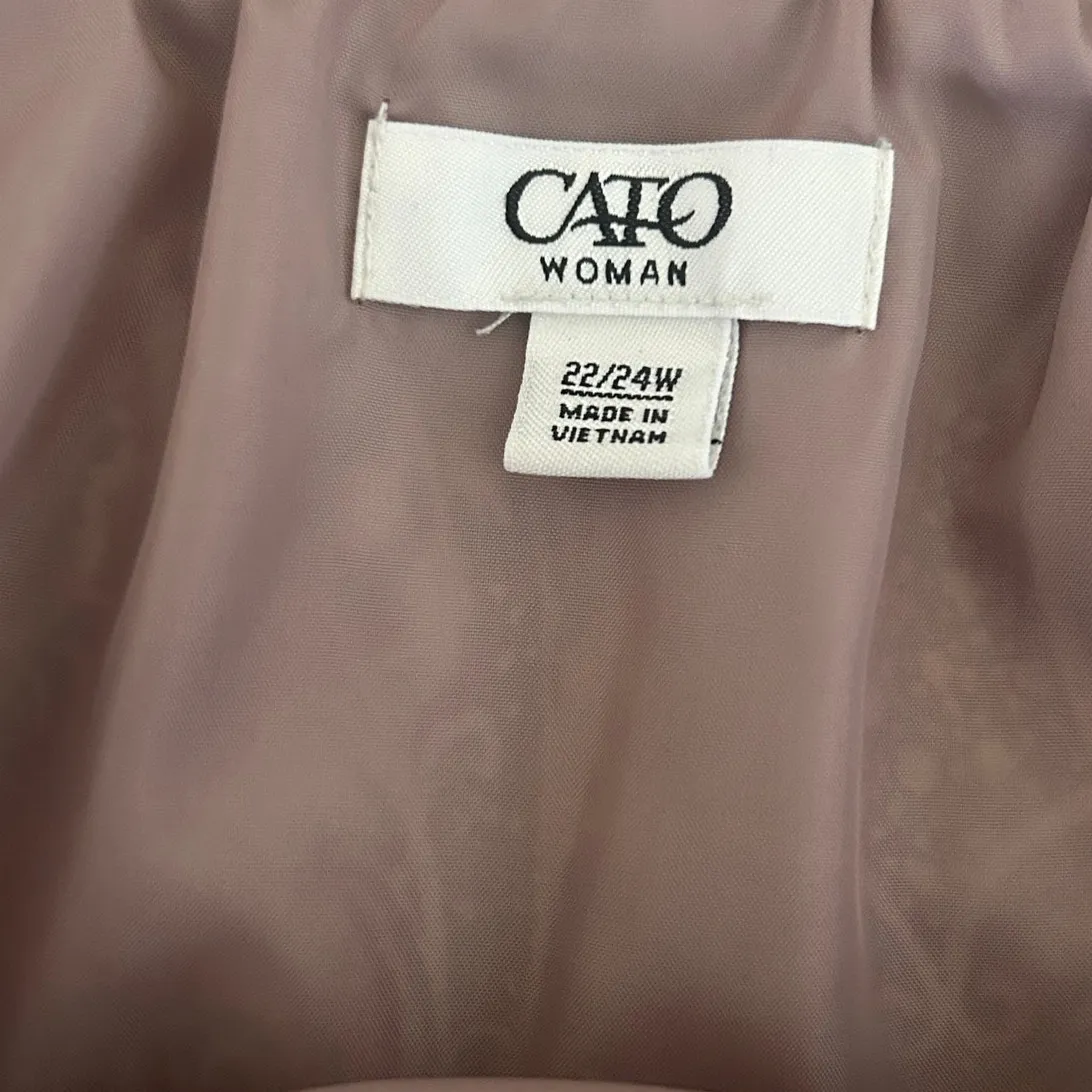 CATO
WOMAN
22/24W
MADE IN
VIETNAM